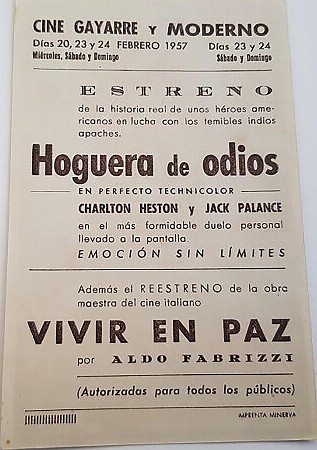 CINE GAYARRE Y MODERNO
Días 20, 23 y 24 FEBRERO 1957 Días 23 y 24
Miércoles, Sábado y Domingo Sábado y Domingo
ESTRENO
de la historia real de unos héroes ame-
ricanos en lucha con los temibles indios
apaches.
Hoguera de odios
EN PERFECTO TECHNICOLOR
CHARLTON HESTON y JACK PALANCE
en el más formidable duelo personal
llevado a la pantalla.
EMOCIÓN SIN LÍMITES
Además el REESTRENO de la obra
maestra del cine italiano
VIVIR EN PAZ
por ALDO FABRIZZI
(Autorizadas para todos los públicos)
IMPRENTA MINERVA